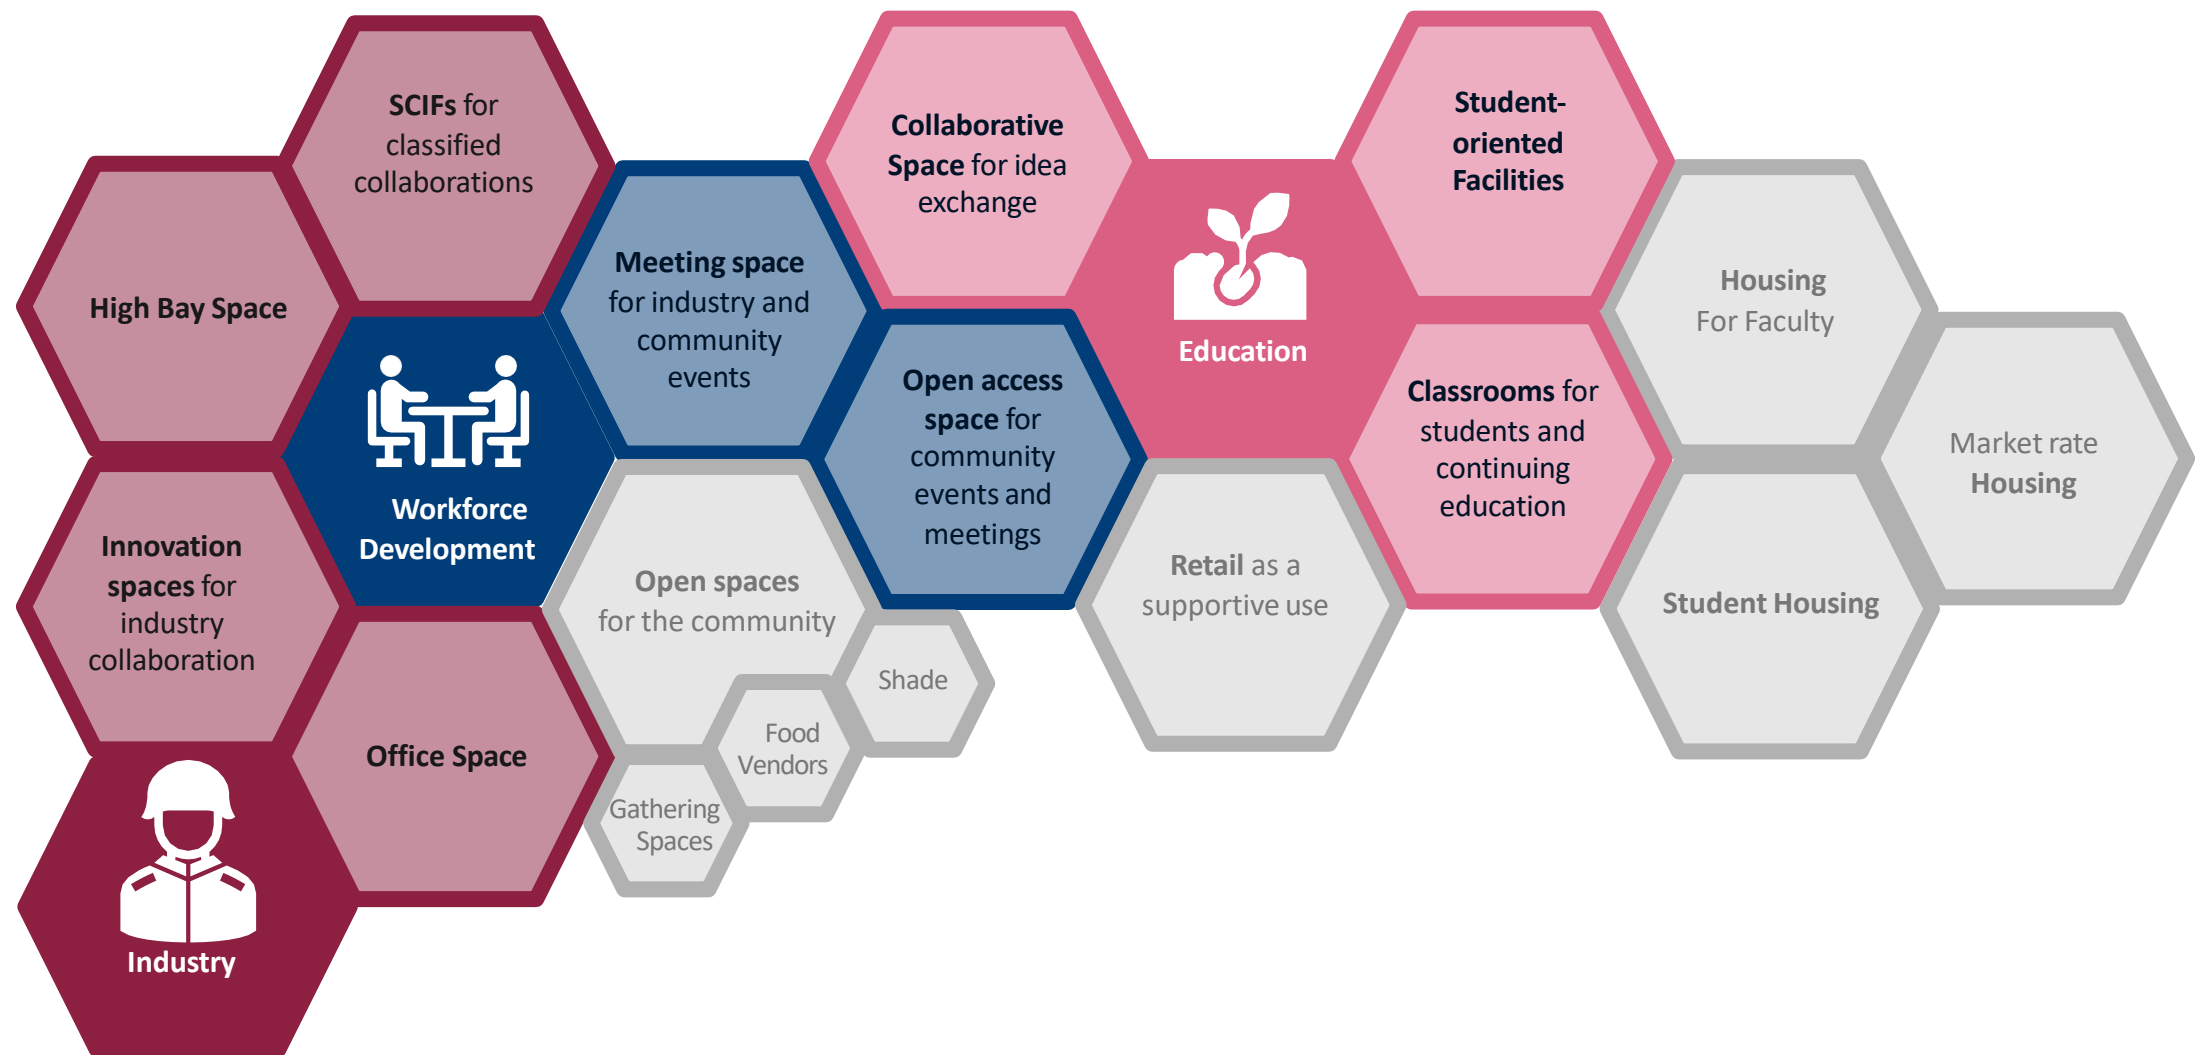 SCIFs for
classified
collaborations
High Bay Space
Workforce
Development
Innovation
spaces for
industry
collaboration
Office Space
Industry
Meeting space
for industry and
community
events
Collaborative
Space for idea
exchange
Open access
space for
community
events and
meetings
Education
Student-
oriented
Facilities
Classrooms for
students and
continuing
education
Open spaces
for the community
Shade
Food
Vendors
Gathering
Spaces
Retail as a
supportive use
Housing
For Faculty
Market rate
Housing
Student Housing